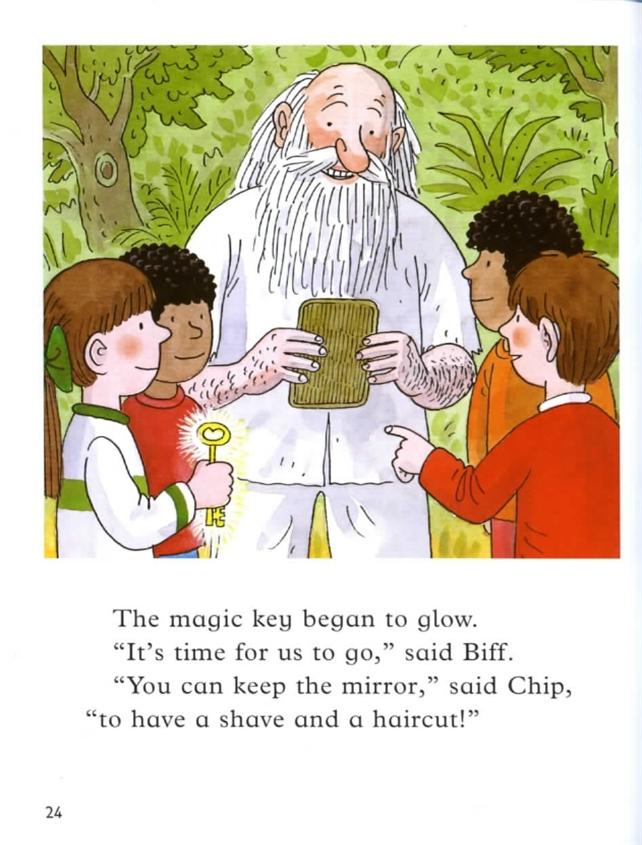 The magic key began to glow.
“It’s time for us to go,” said Biff.
“You can keep the mirror,” said Chip,
“to have a shave and a haircut!”
24